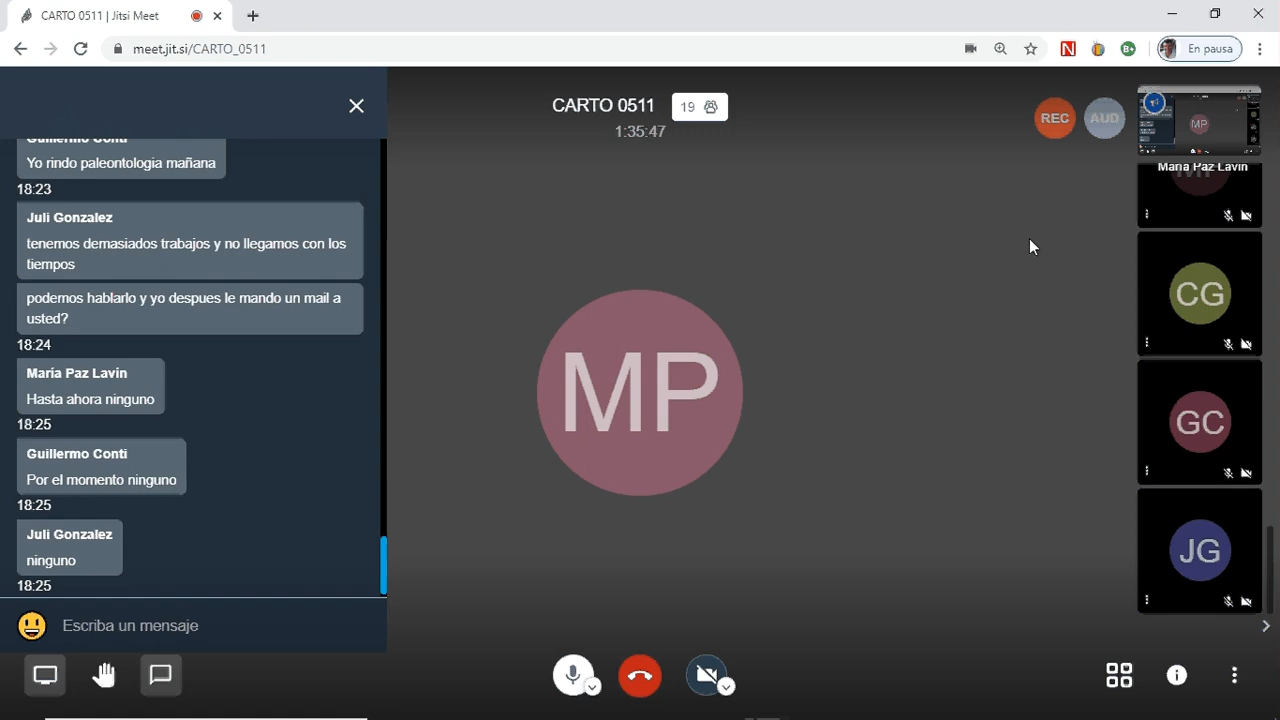 CARTO 0511 | Jitsi Meet
meet.jit.si/CARTO_0511
N
B+
En pausa
CARTO 0511
19
1:35:47
REC
AUD
MP
Guillermo Conti
Yo rindo paleontologia mañana
18:23
Juli Gonzalez
tenemos demasiados trabajos y no llegamos con los
tiempos
podemos hablarlo y yo despues le mando un mail a
usted?
18:24
María Paz Lavin
Hasta ahora ninguno
18:25
Guillermo Conti
Por el momento ninguno
18:25
Juli Gonzalez
ninguno
18:25
Escriba un mensaje
MP
María Paz Lavin
MP
CG
GC
JG